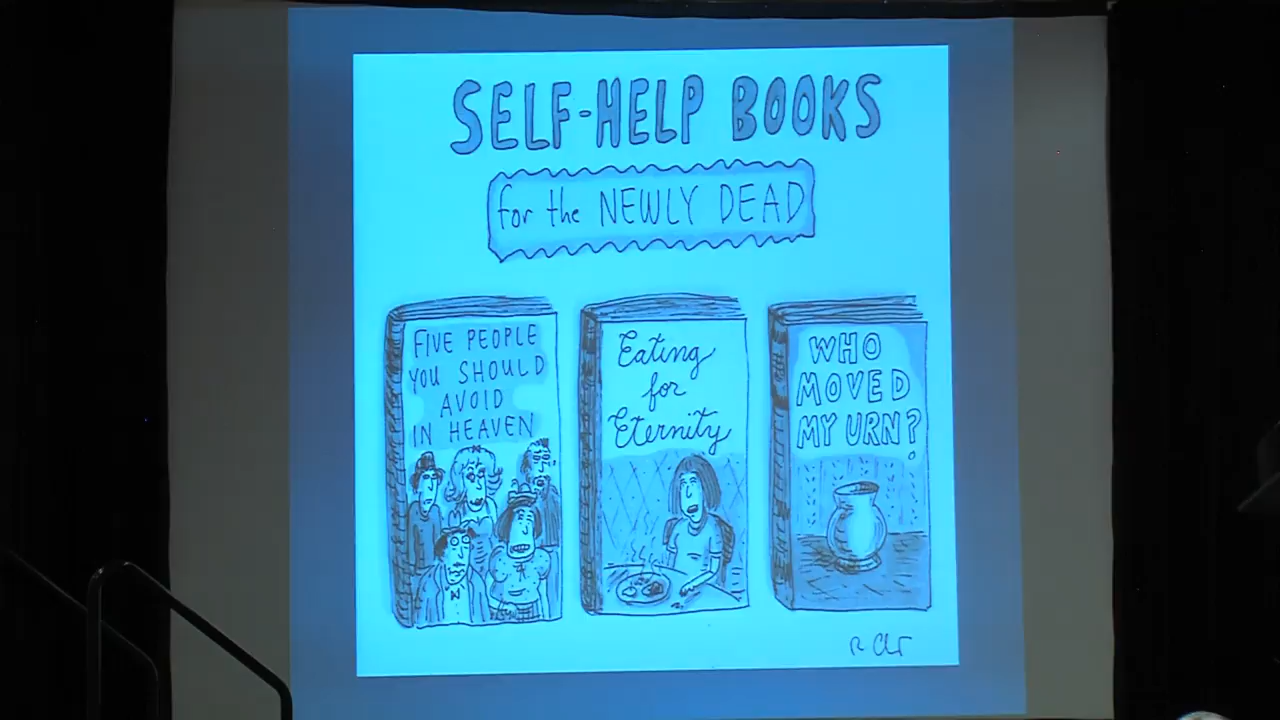 SELF-HELP BOOKS
for the NEWLY DEAD
FIVE PEOPLE
YOU SHOULD
AVOID
IN HEAVEN
Eating
for
Eternity
WHO
MOVED
MY URN?